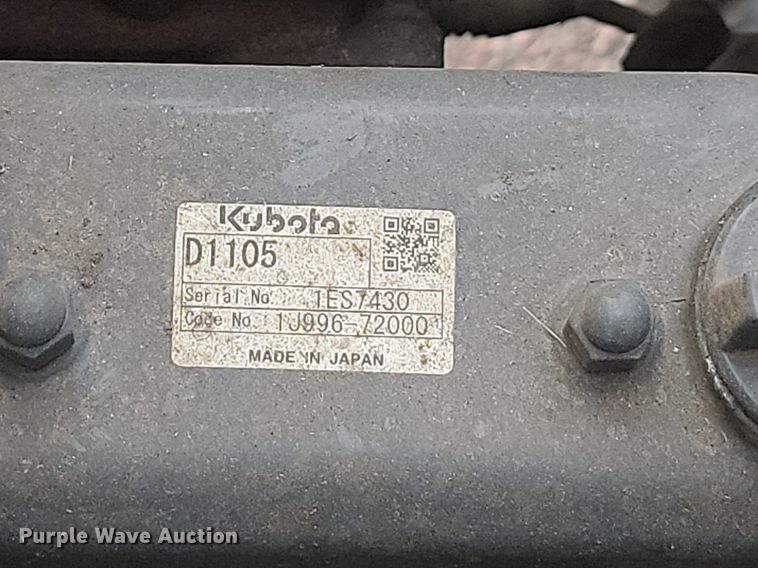 Kubota
D1105
Serial No. 1ES7430
Code No. 1J996-72000
MADE IN JAPAN
Purple Wave Auction